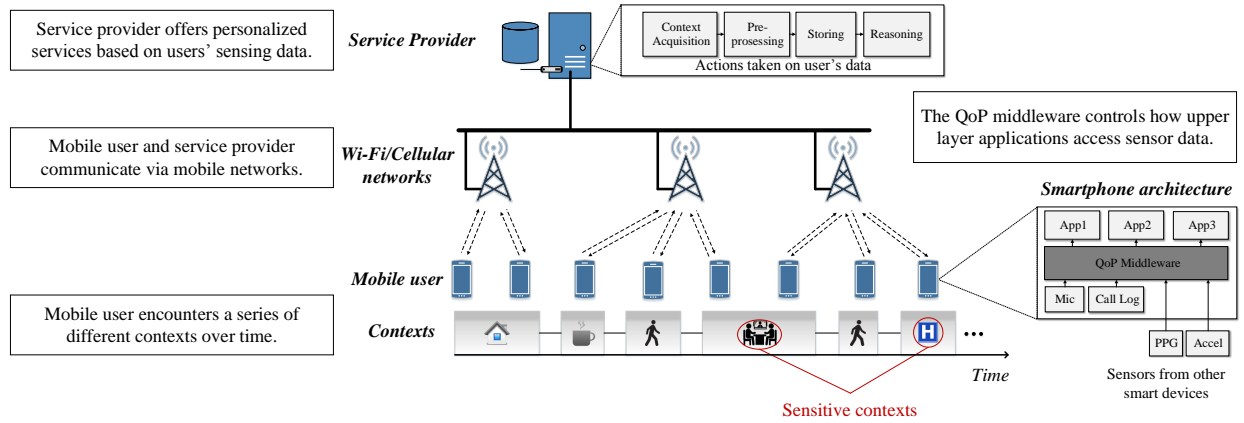 Service provider offers personalized
services based on users’ sensing data.
Service Provider
Context
Acquisition
Pre-
prosessing
Storing
Reasoning
Actions taken on user’s data
The QoP middleware controls how upper
layer applications access sensor data.
Mobile user and service provider
communicate via mobile networks.
Wi-Fi/Cellular
networks
Smartphone architecture
App1
App2
App3
QoP Middleware
Mic
Call Log
PPG
Accel
Sensors from other
smart devices
Mobile user
Mobile user encounters a series of
different contexts over time.
Contexts
H
...
Time
Sensitive contexts